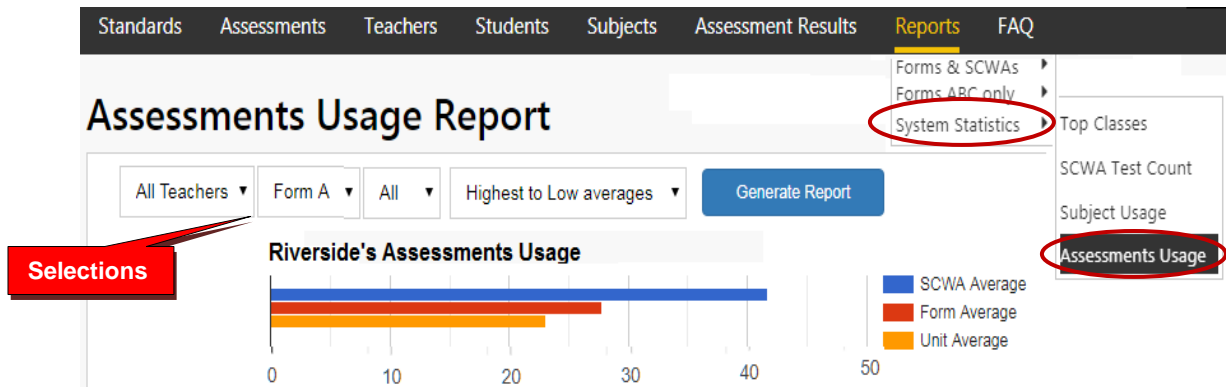 Standards Assessments Teachers Students Subjects Assessment Results Reports FAQ
Forms & SCWAs
Forms ABC only
System Statistics
Top Classes
SCWA Test Count
Subject Usage
Assessments Usage
Assessments Usage Report
All Teachers Form A All Highest to Low averages Generate Report
Selections
Riverside's Assessments Usage
SCWA Average
Form Average
Unit Average
0 10 20 30 40 50